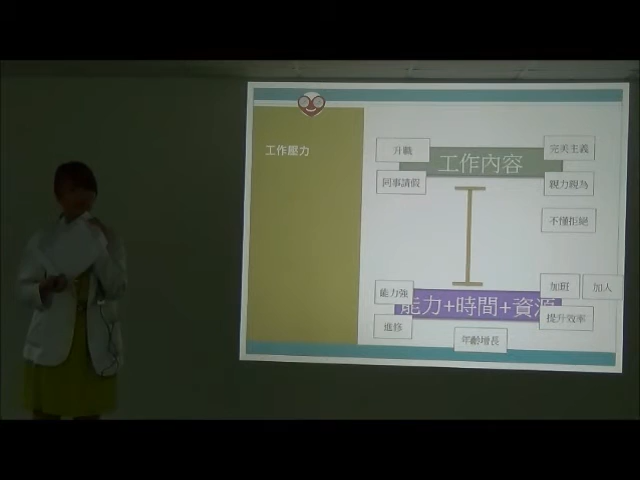 工作壓力
升職
工作內容
完美主義
同事請假
親力親為
不懂拒絕
能力強
能力+時間+資源
加班
加人
進修
提升效率
年齡增長